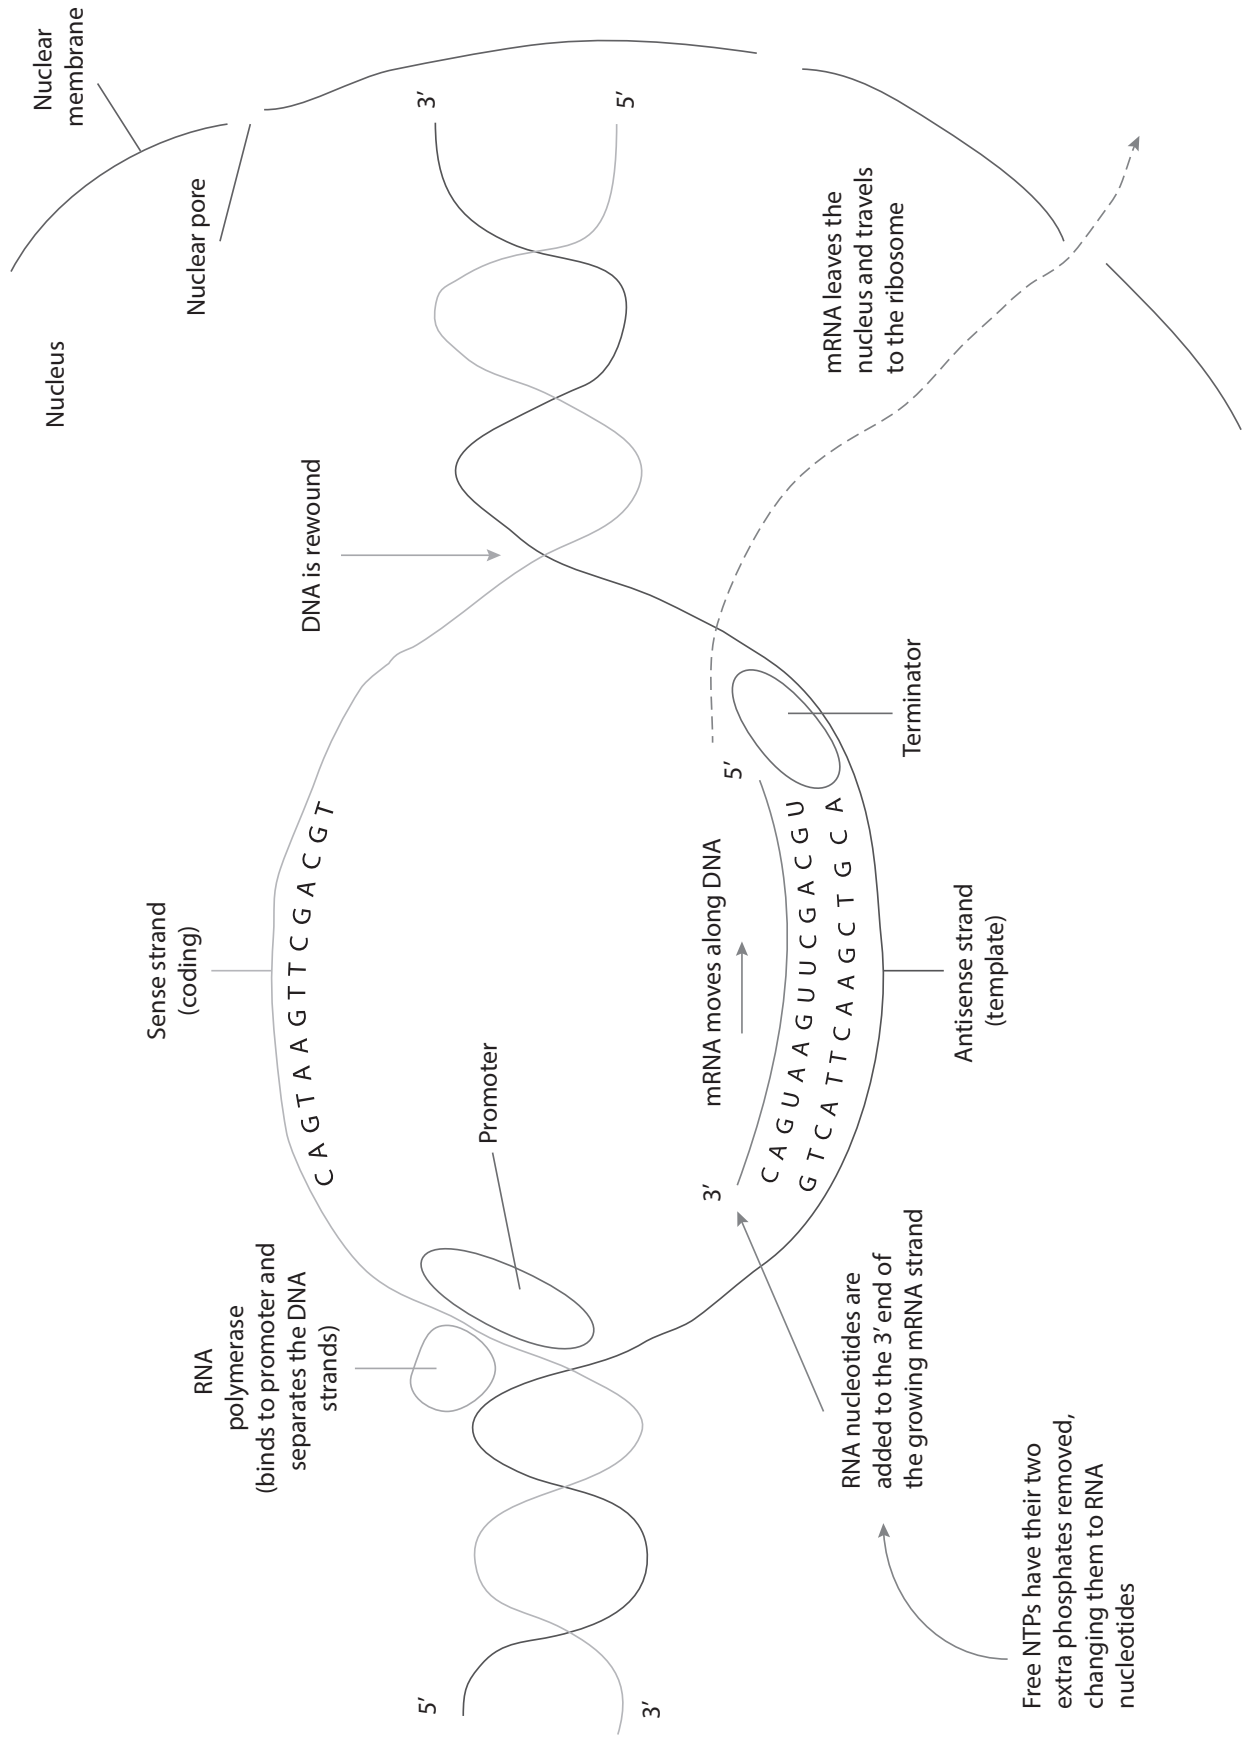 Nucleus
Nuclear
membrane
Nuclear pore
3′
5′
DNA is rewound
mRNA leaves the
nucleus and travels
to the ribosome
Sense strand
(coding)
C A G T A A G T T C G A C G T
RNA
polymerase
(binds to promoter and
separates the DNA
strands)
Promoter
mRNA moves along DNA
3′
5′
C A G U A A G U U C G A C G U
G T C A T T C A A G C T G C A
Terminator
Antisense strand
(template)
5′
3′
RNA nucleotides are
added to the 3′ end of
the growing mRNA strand
Free NTPs have their two
extra phosphates removed,
changing them to RNA
nucleotides